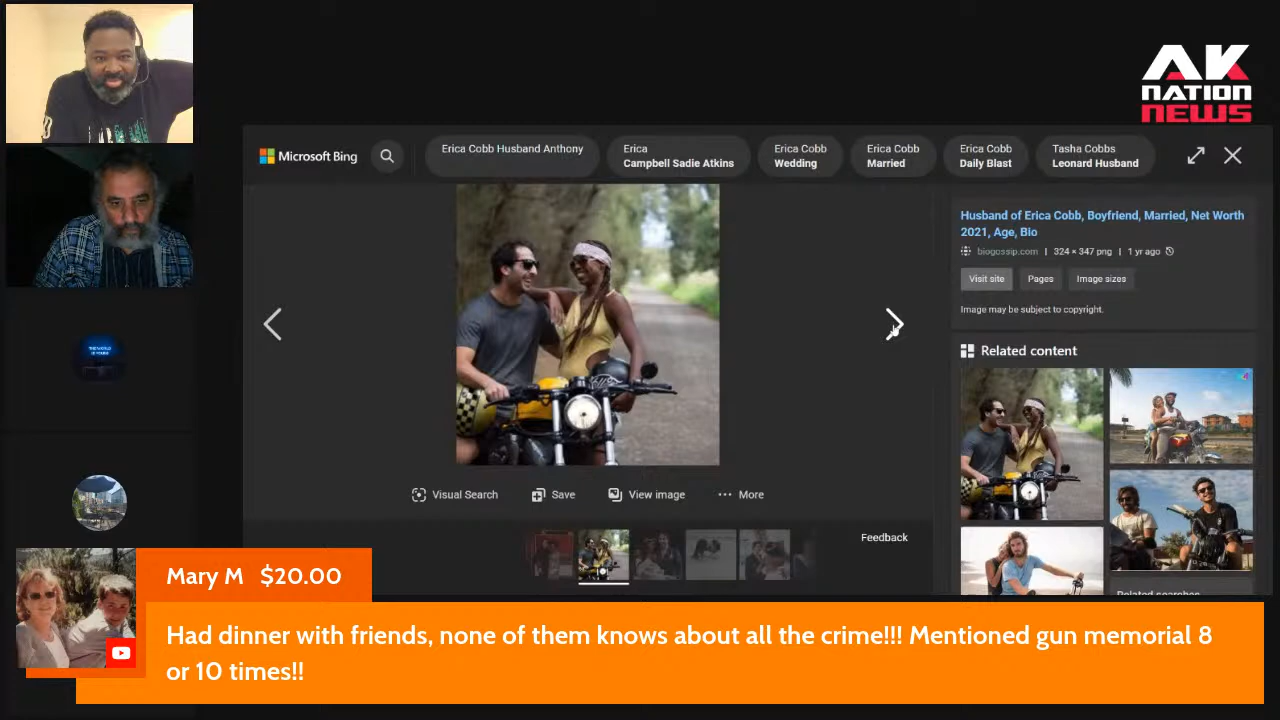 AK
NATION
NEWS
Microsoft Bing
Erica Cobb Husband Anthony
Erica
Campbell Sadie Atkins
Erica Cobb
Wedding
Erica Cobb
Married
Erica Cobb
Daily Blast
Tasha Cobbs
Leonard Husband
Husband of Erica Cobb, Boyfriend, Married, Net Worth
2021, Age, Bio
biogossip.com | 324 × 347 png | 1 yr ago
Visit site
Pages
Image sizes
Image may be subject to copyright.
Related content
Visual Search
Save
View image
More
Feedback
Related searches
Mary M $20.00
Had dinner with friends, none of them knows about all the crime!!! Mentioned gun memorial 8
or 10 times!!